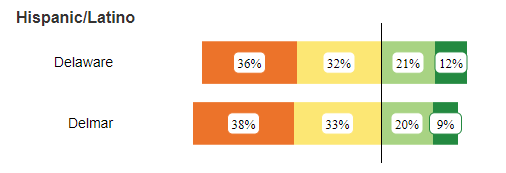 Hispanic/Latino
Delaware 36% 32% 21% 12%
Delmar 38% 33% 20% 9%